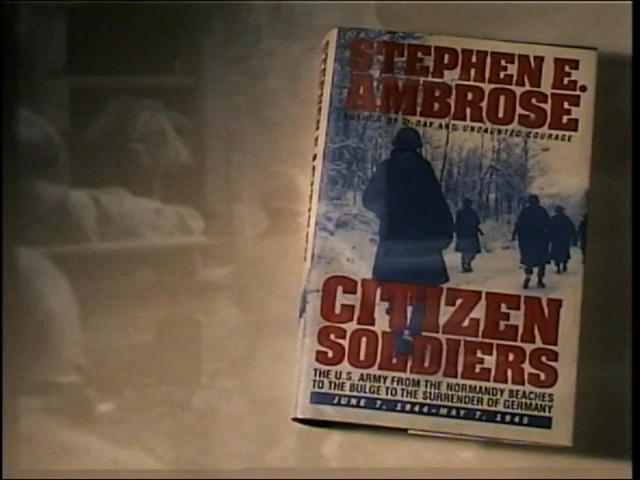 STEPHEN E.
AMBROSE
AUTHOR OF D-DAY AND UNDAUNTED COURAGE
CITIZEN
SOLDIERS
THE U.S. ARMY FROM THE NORMANDY BEACHES
TO THE BULGE TO THE SURRENDER OF GERMANY
JUNE 7, 1944–MAY 7, 1945